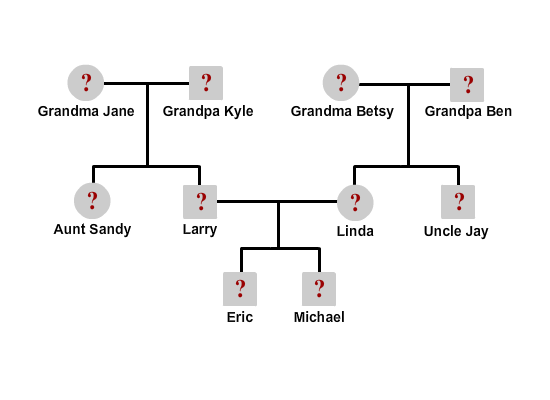 ? ? ? ?
Grandma Jane Grandpa Kyle Grandma Betsy Grandpa Ben
? ? ? ?
Aunt Sandy Larry Linda Uncle Jay
? ?
Eric Michael